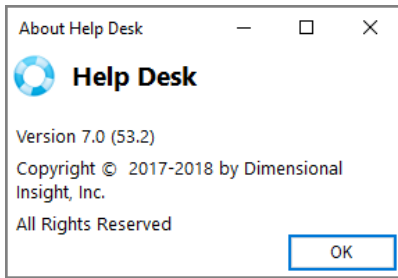 About Help Desk
Help Desk
Version 7.0 (53.2)
Copyright © 2017-2018 by Dimensional
Insight, Inc.
All Rights Reserved
OK